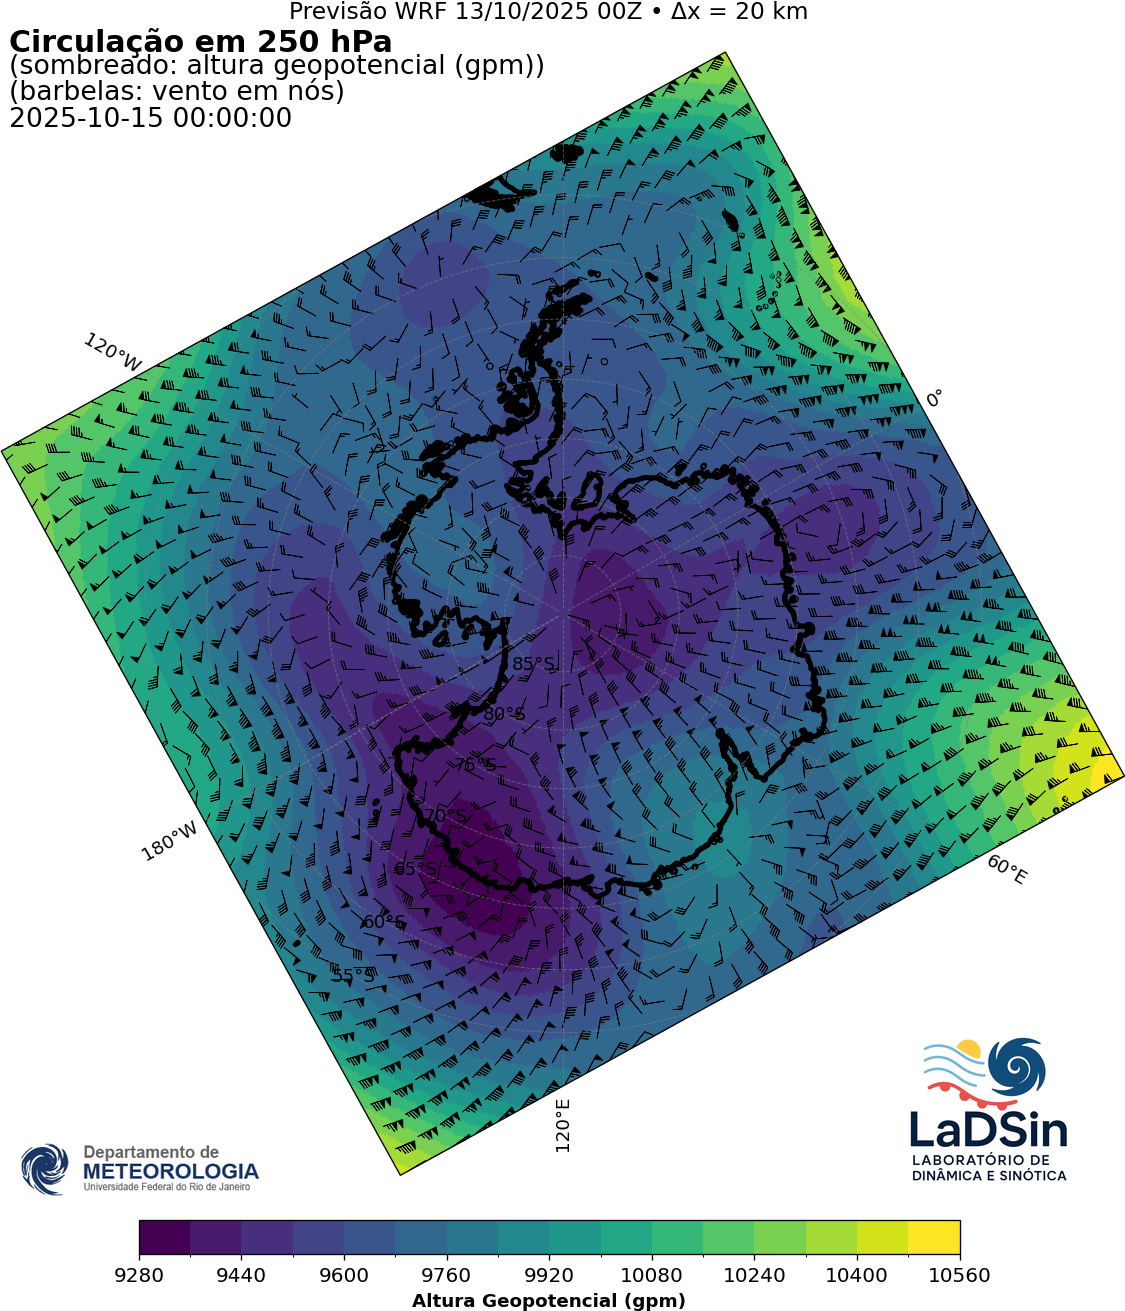 Previsão WRF 13/10/2025 00Z • Δx = 20 km
Circulação em 250 hPa
(sombreado: altura geopotencial (gpm))
(barbelas: vento em nós)
2025-10-15 00:00:00
120°W
0°
85°S
80°S
75°S
70°S
180°W
65°S
60°E
60°S
55°S
120°E
LaDSin
LABORATÓRIO DE
DINÂMICA E SINÓTICA
Departamento de
METEOROLOGIA
Universidade Federal do Rio de Janeiro
9280 9440 9600 9760 9920 10080 10240 10400 10560
Altura Geopotencial (gpm)